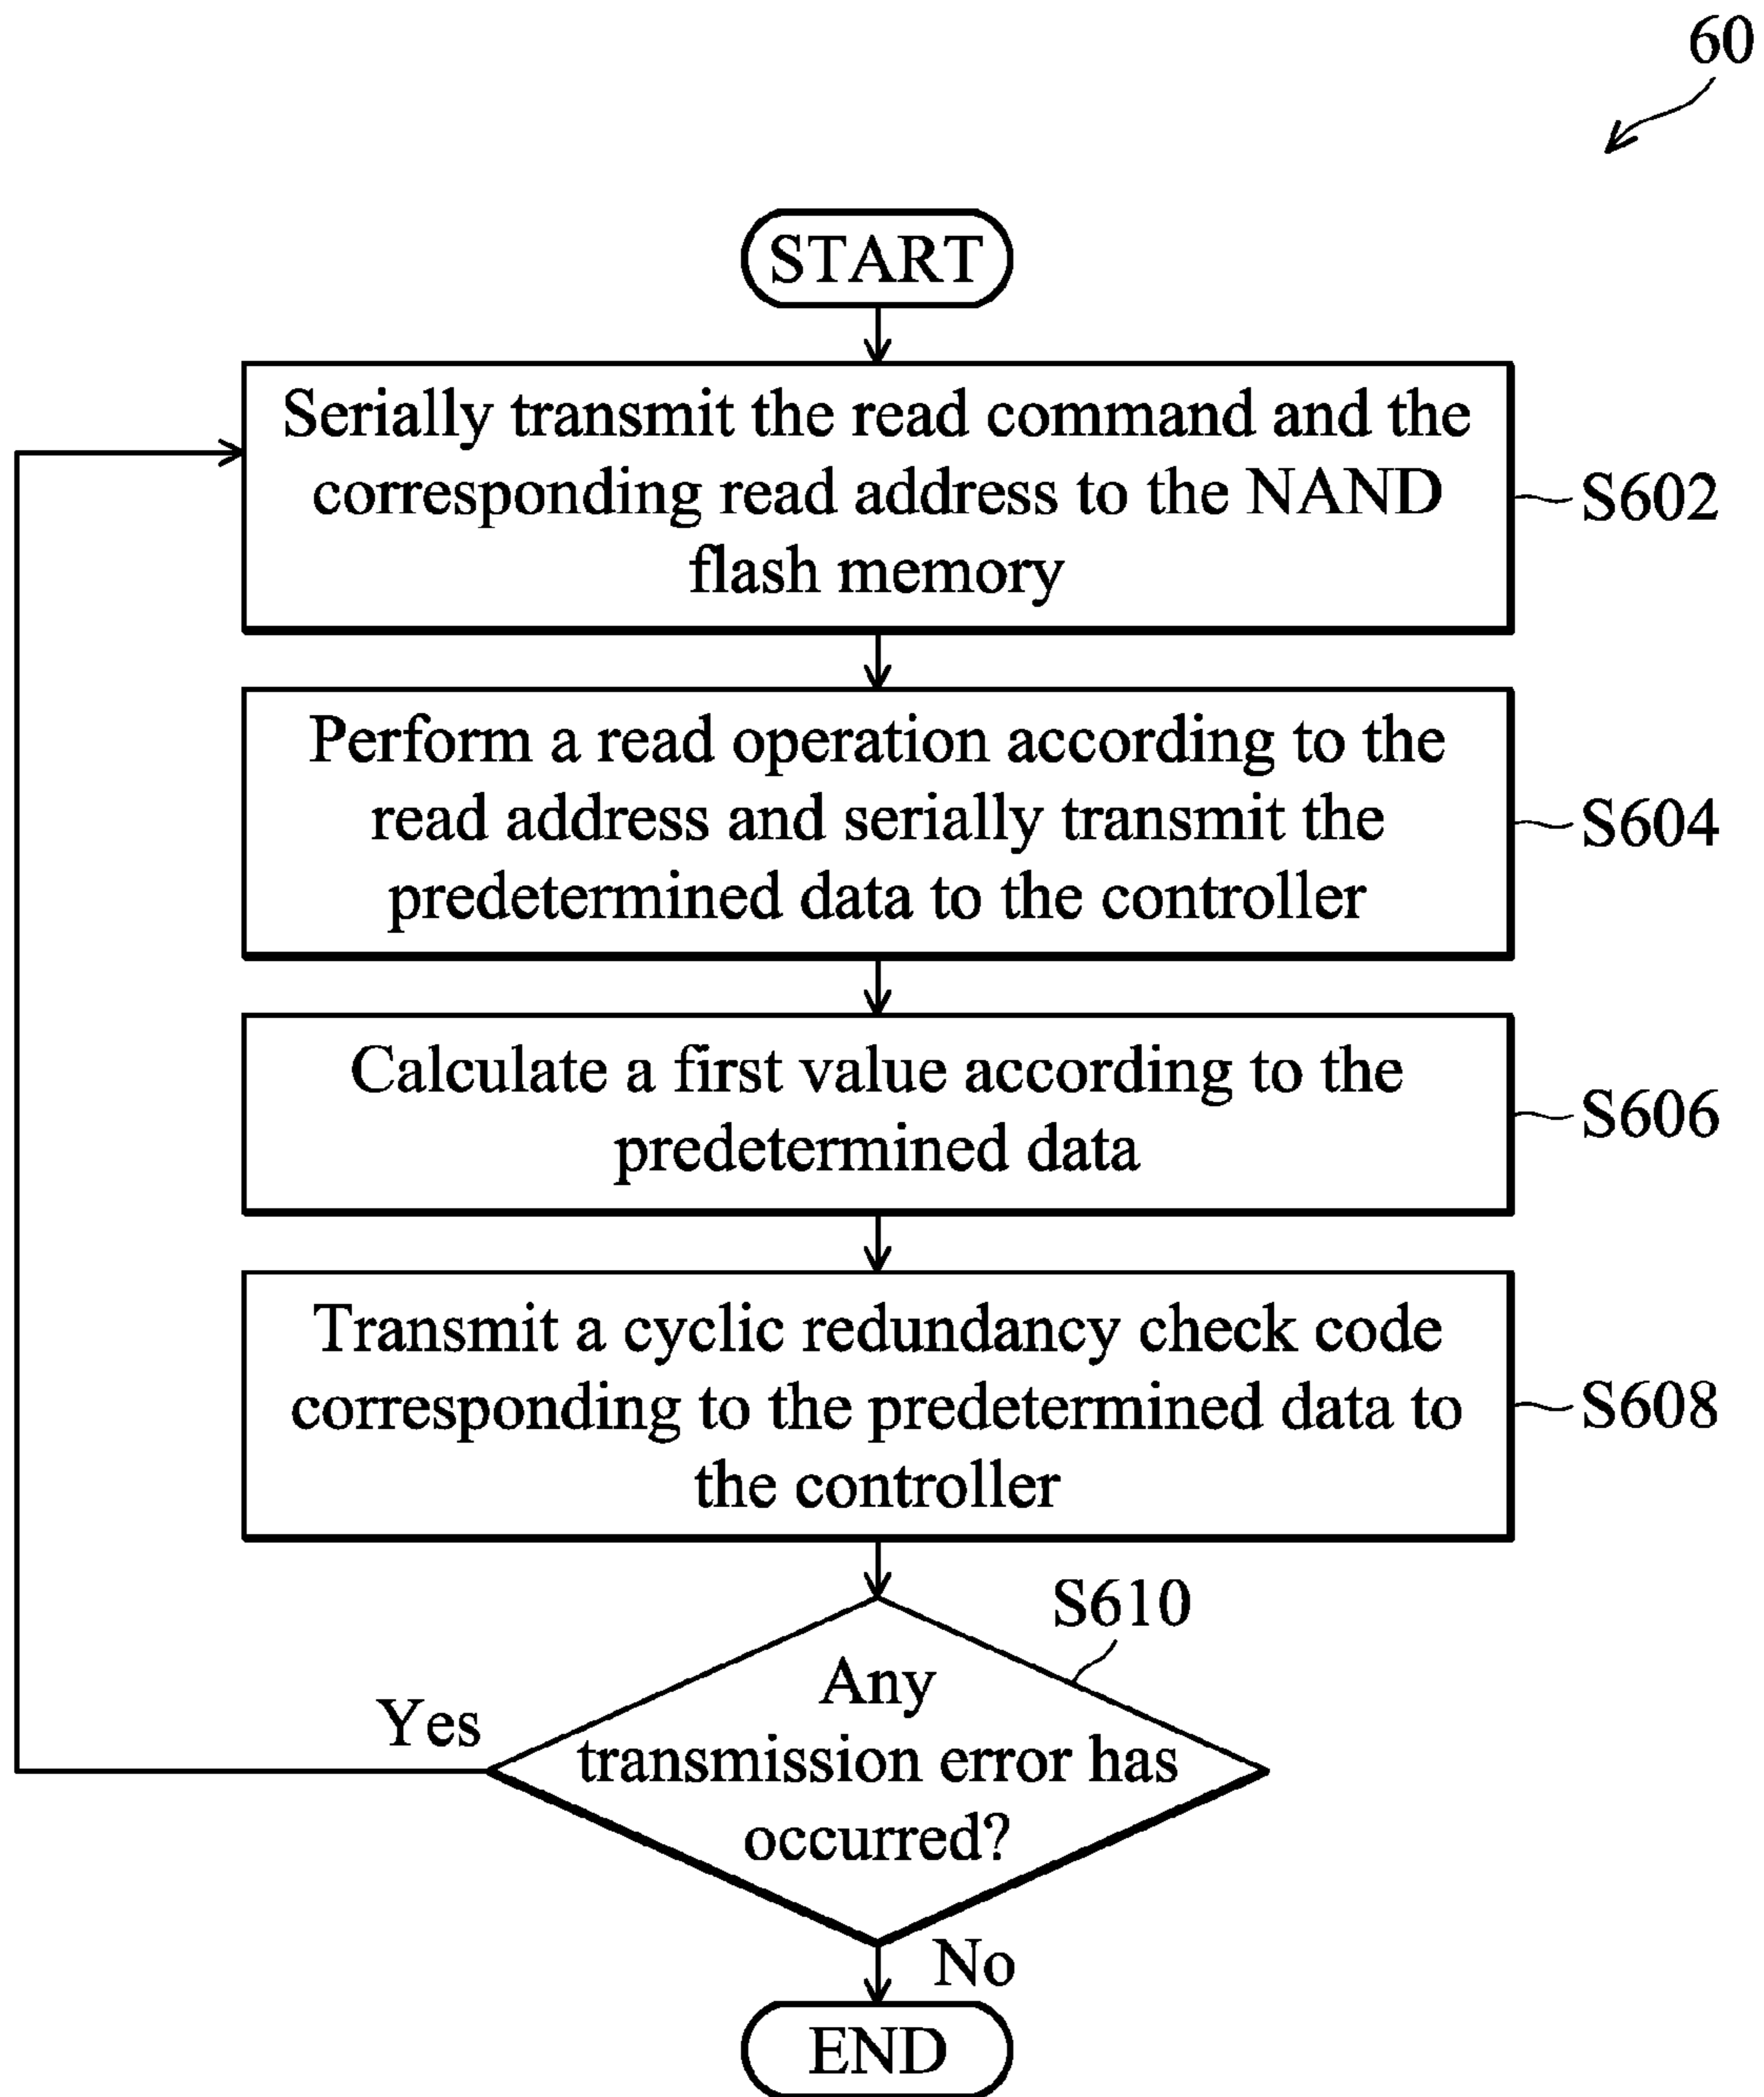 60
START
Serially transmit the read command and the
corresponding read address to the NAND
flash memory
S602
Perform a read operation according to the
read address and serially transmit the
predetermined data to the controller
S604
Calculate a first value according to the
predetermined data
S606
Transmit a cyclic redundancy check code
corresponding to the predetermined data to
the controller
S608
S610
Any
transmission error has
occurred?
Yes
No
END